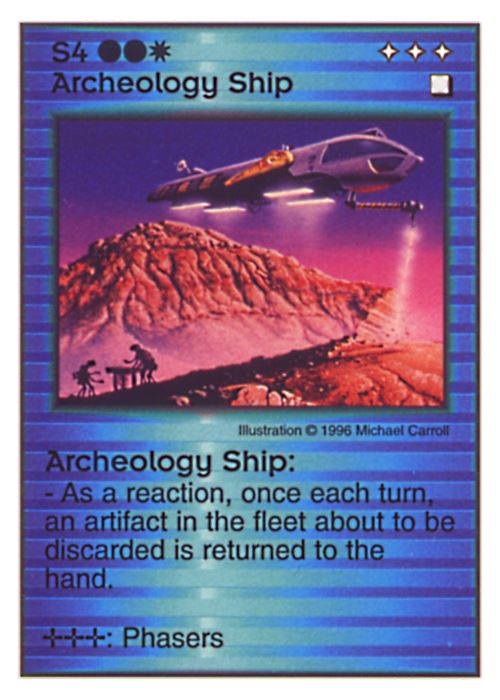 S4
Archeology Ship
Illustration © 1996 Michael Carroll
Archeology Ship:
- As a reaction, once each turn,
an artifact in the fleet about to be
discarded is returned to the
hand.
: Phasers